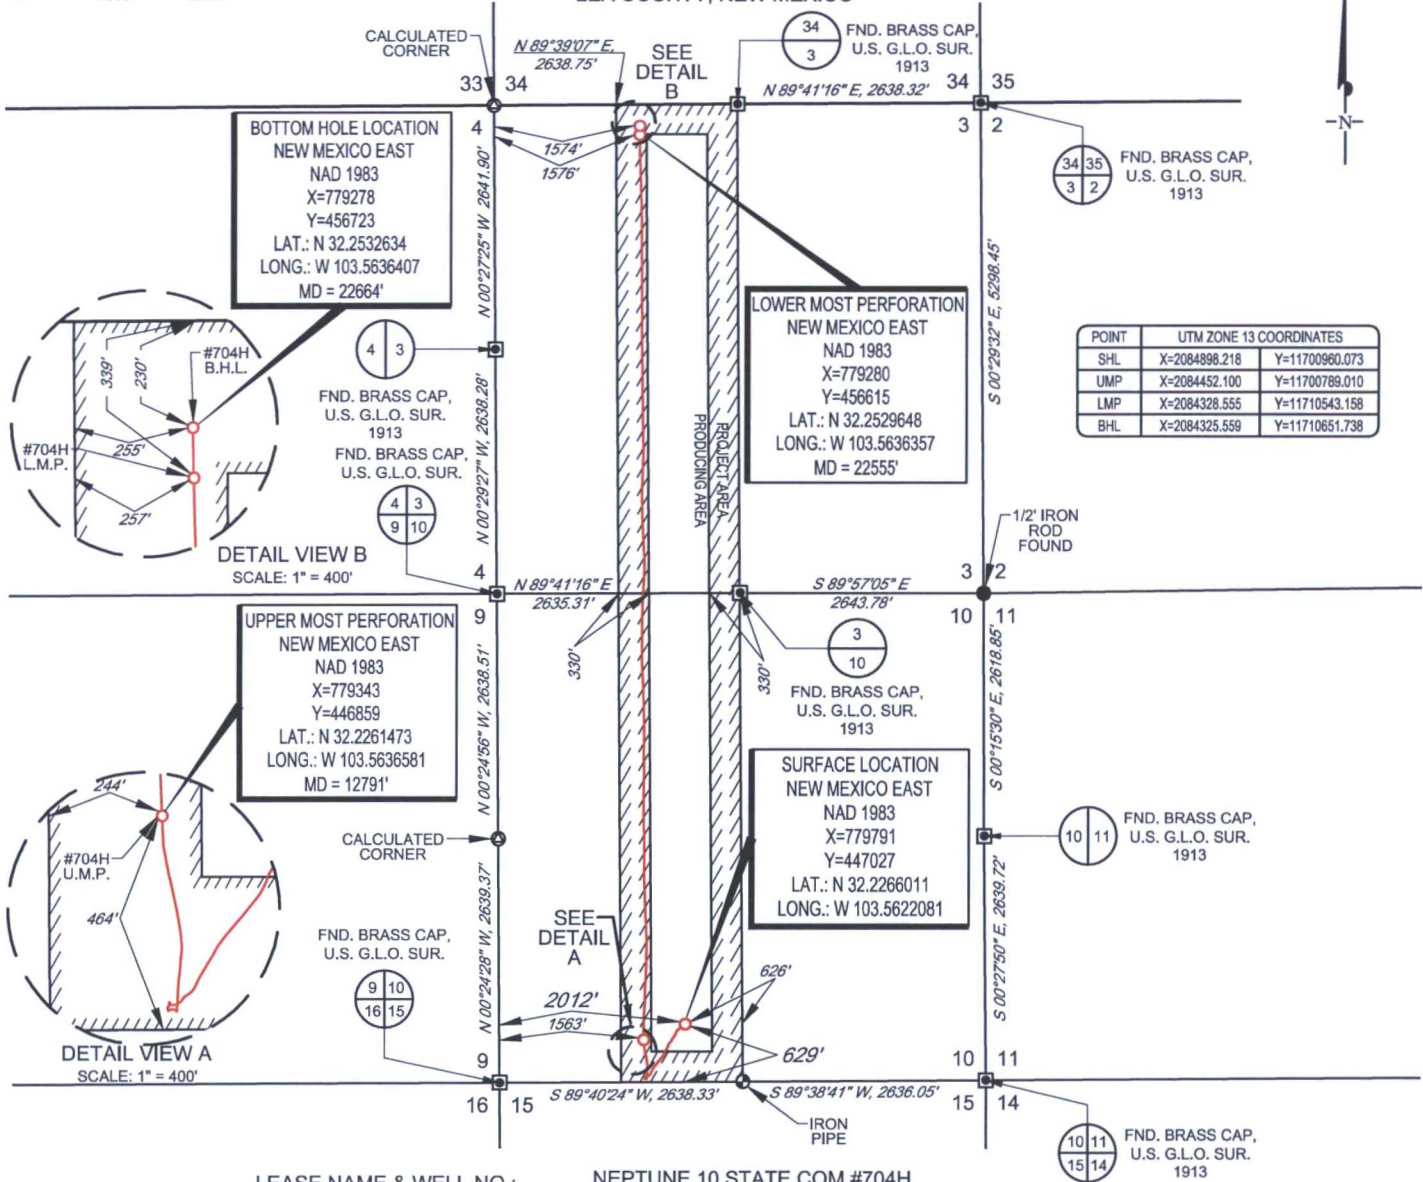 CALCULATED
CORNER
N 89°39'07" E,
2638.75'
SEE
DETAIL
B
34
3
FND. BRASS CAP,
U.S. G.L.O. SUR.
1913
N 89°41'16" E, 2638.32'
33 34
4
34 35
3 2
34 35
3 2
FND. BRASS CAP,
U.S. G.L.O. SUR.
1913
-N-
BOTTOM HOLE LOCATION
NEW MEXICO EAST
NAD 1983
X=779278
Y=456723
LAT.: N 32.2532634
LONG.: W 103.5636407
MD = 22664'
1574'
1576'
N 00°27'25" W 2641.90'
LOWER MOST PERFORATION
NEW MEXICO EAST
NAD 1983
X=779280
Y=456615
LAT.: N 32.2529648
LONG.: W 103.5636357
MD = 22555'
S 00°29'32" E, 5298.45'
POINT UTM ZONE 13 COORDINATES
SHL X=2084898.218 Y=11700960.073
UMP X=2084452.100 Y=11700789.010
LMP X=2084328.555 Y=11710543.158
BHL X=2084325.559 Y=11710651.738
339'
230'
#704H
B.H.L.
255'
#704H
L.M.P.
257'
DETAIL VIEW B
SCALE: 1" = 400'
4 3
FND. BRASS CAP,
U.S. G.L.O. SUR.
1913
FND. BRASS CAP,
U.S. G.L.O. SUR.
4 3
9 10
N 00°29'27" W, 2638.28'
PRODUCING AREA
PROJECT AREA
1/2' IRON
ROD
FOUND
4
9
N 89°41'16" E
2635.31'
S 89°57'05" E
2643.78'
3 2
10 11
330'
330'
3
10
FND. BRASS CAP,
U.S. G.L.O. SUR.
1913
UPPER MOST PERFORATION
NEW MEXICO EAST
NAD 1983
X=779343
Y=446859
LAT.: N 32.2261473
LONG.: W 103.5636581
MD = 12791'
N 00°24'56" W, 2638.51'
S 00°15'30" E, 2618.85'
SURFACE LOCATION
NEW MEXICO EAST
NAD 1983
X=779791
Y=447027
LAT.: N 32.2266011
LONG.: W 103.5622081
CALCULATED
CORNER
10 11
FND. BRASS CAP,
U.S. G.L.O. SUR.
1913
244'
#704H
U.M.P.
464'
DETAIL VIEW A
SCALE: 1" = 400'
FND. BRASS CAP,
U.S. G.L.O. SUR.
9 10
16 15
N 00°24'28" W, 2639.37'
SEE
DETAIL
A
2012'
1563'
626'
629'
S 00°27'50" E, 2639.72'
9
16 15
S 89°40'24" W, 2638.33'
S 89°38'41" W, 2636.05'
10 11
15 14
IRON
PIPE
10 11
15 14
FND. BRASS CAP,
U.S. G.L.O. SUR.
1913
LEASE NAME & WELL NO.: NEPTUNE 10 STATE COM #704H